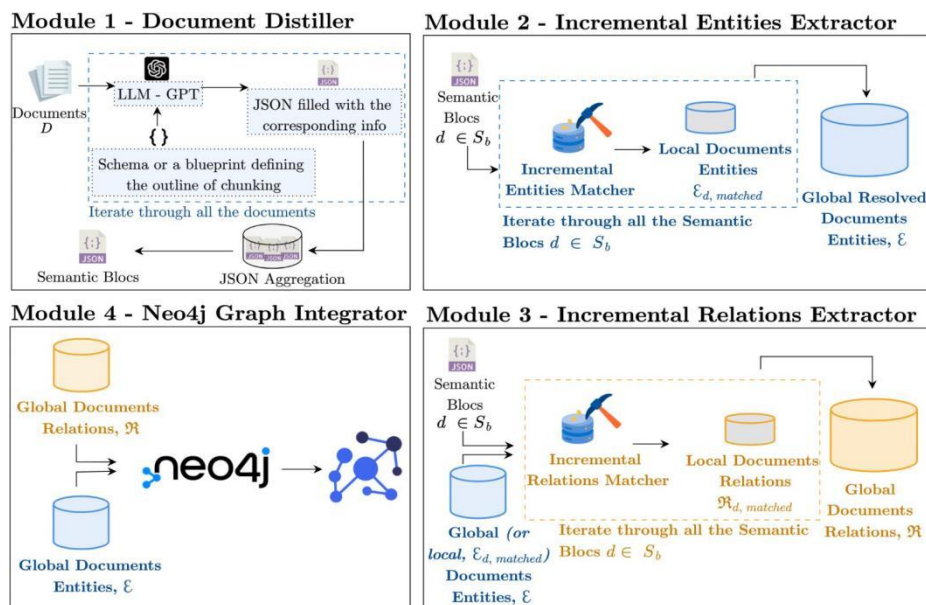 Module 1 - Document Distiller
Documents
D
LLM - GPT
{}
Schema or a blueprint defining
the outline of chunking
{;}
JSON
JSON filled with the
corresponding info
Iterate through all the documents
{;}
JSON
Semantic Blocs
{;} {;} {;}
JSON JSON JSON
JSON Aggregation
Module 2 - Incremental Entities Extractor
{;}
JSON
Semantic
Blocs
d ∈ S_b
Incremental
Entities Matcher
Local Documents
Entities
ℰ_d, matched
Iterate through all the Semantic
Blocs d ∈ S_b
Global Resolved
Documents
Entities, ℰ
Module 4 - Neo4j Graph Integrator
Global Documents
Relations, ℜ
neo4j
Global Documents
Entities, ℰ
Module 3 - Incremental Relations Extractor
{;}
JSON
Semantic
Blocs
d ∈ S_b
Global (or
local, ℰ_d, matched)
Documents
Entities, ℰ
Incremental
Relations Matcher
Local Documents
Relations
ℜ_d, matched
Iterate through all the Semantic
Blocs d ∈ S_b
Global
Documents
Relations, ℜ